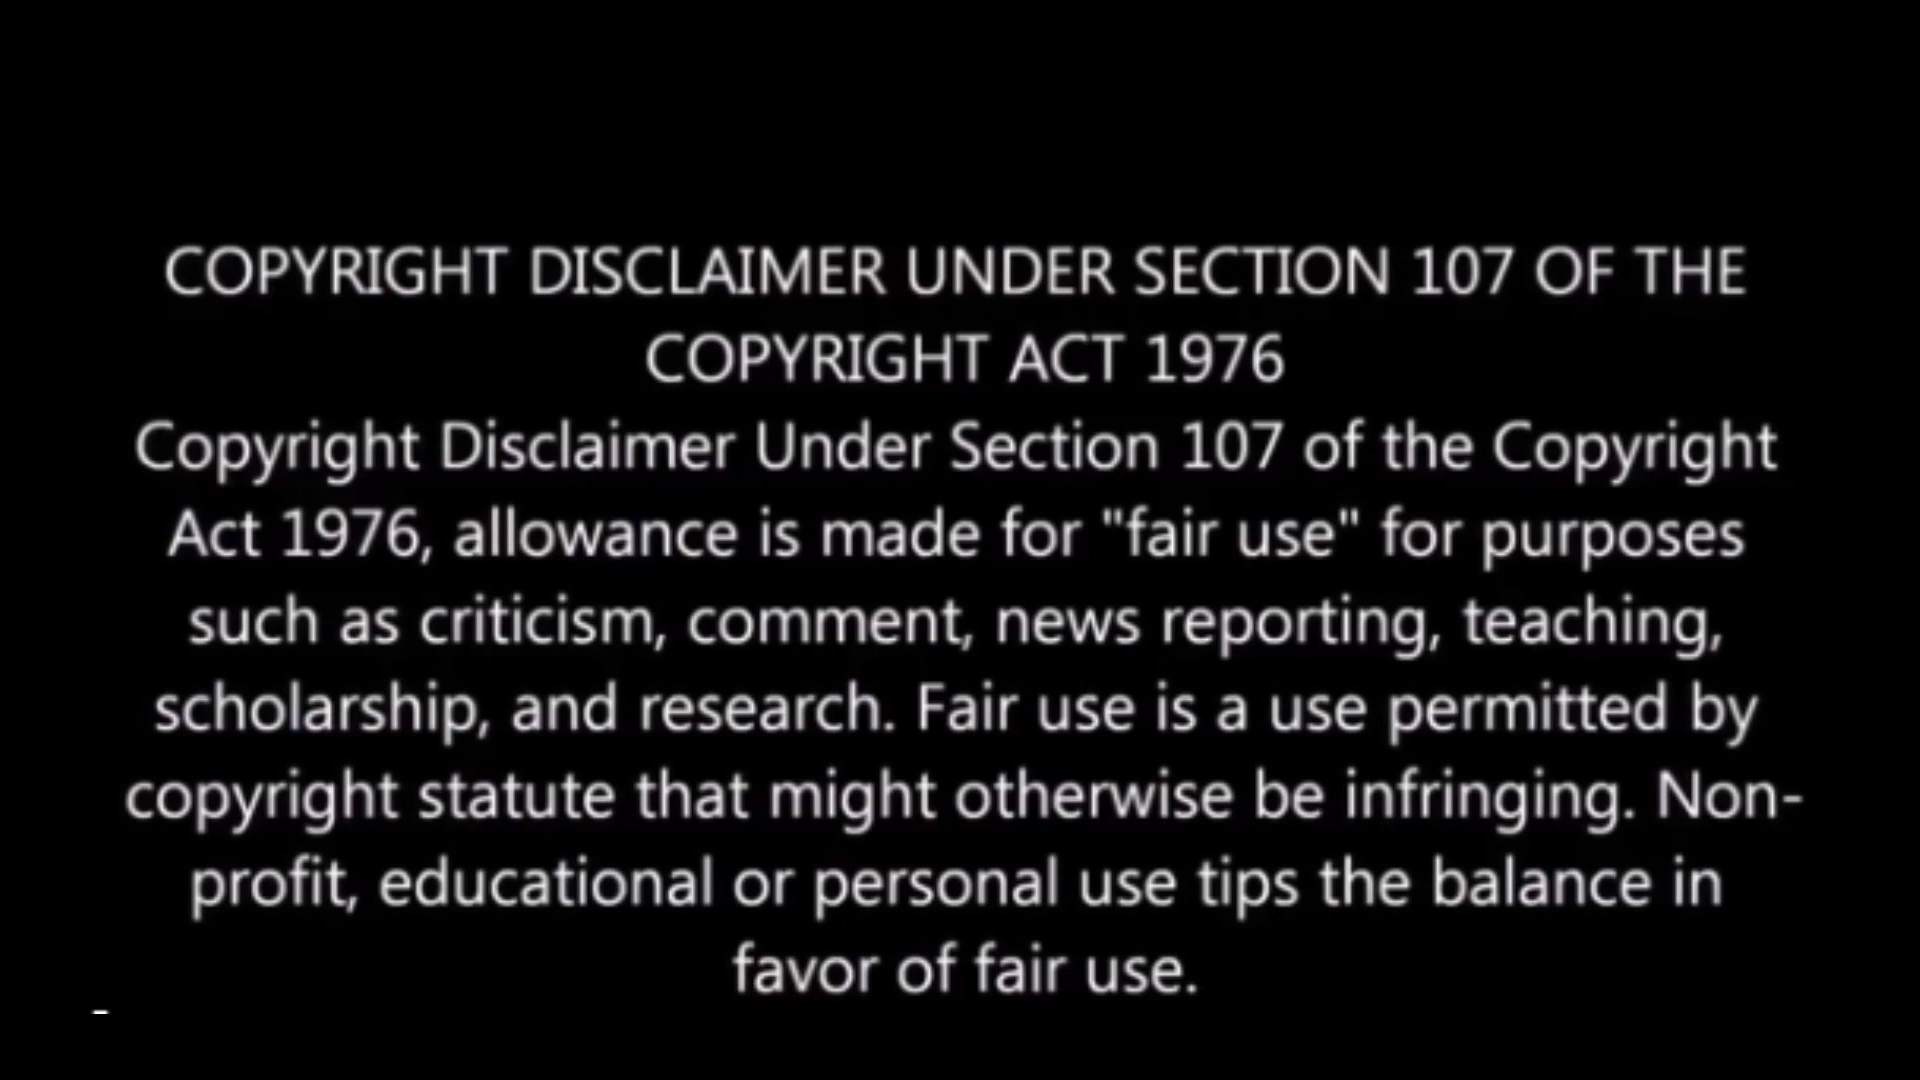 COPYRIGHT DISCLAIMER UNDER SECTION 107 OF THE
COPYRIGHT ACT 1976
Copyright Disclaimer Under Section 107 of the Copyright
Act 1976, allowance is made for "fair use" for purposes
such as criticism, comment, news reporting, teaching,
scholarship, and research. Fair use is a use permitted by
copyright statute that might otherwise be infringing. Non-
profit, educational or personal use tips the balance in
favor of fair use.